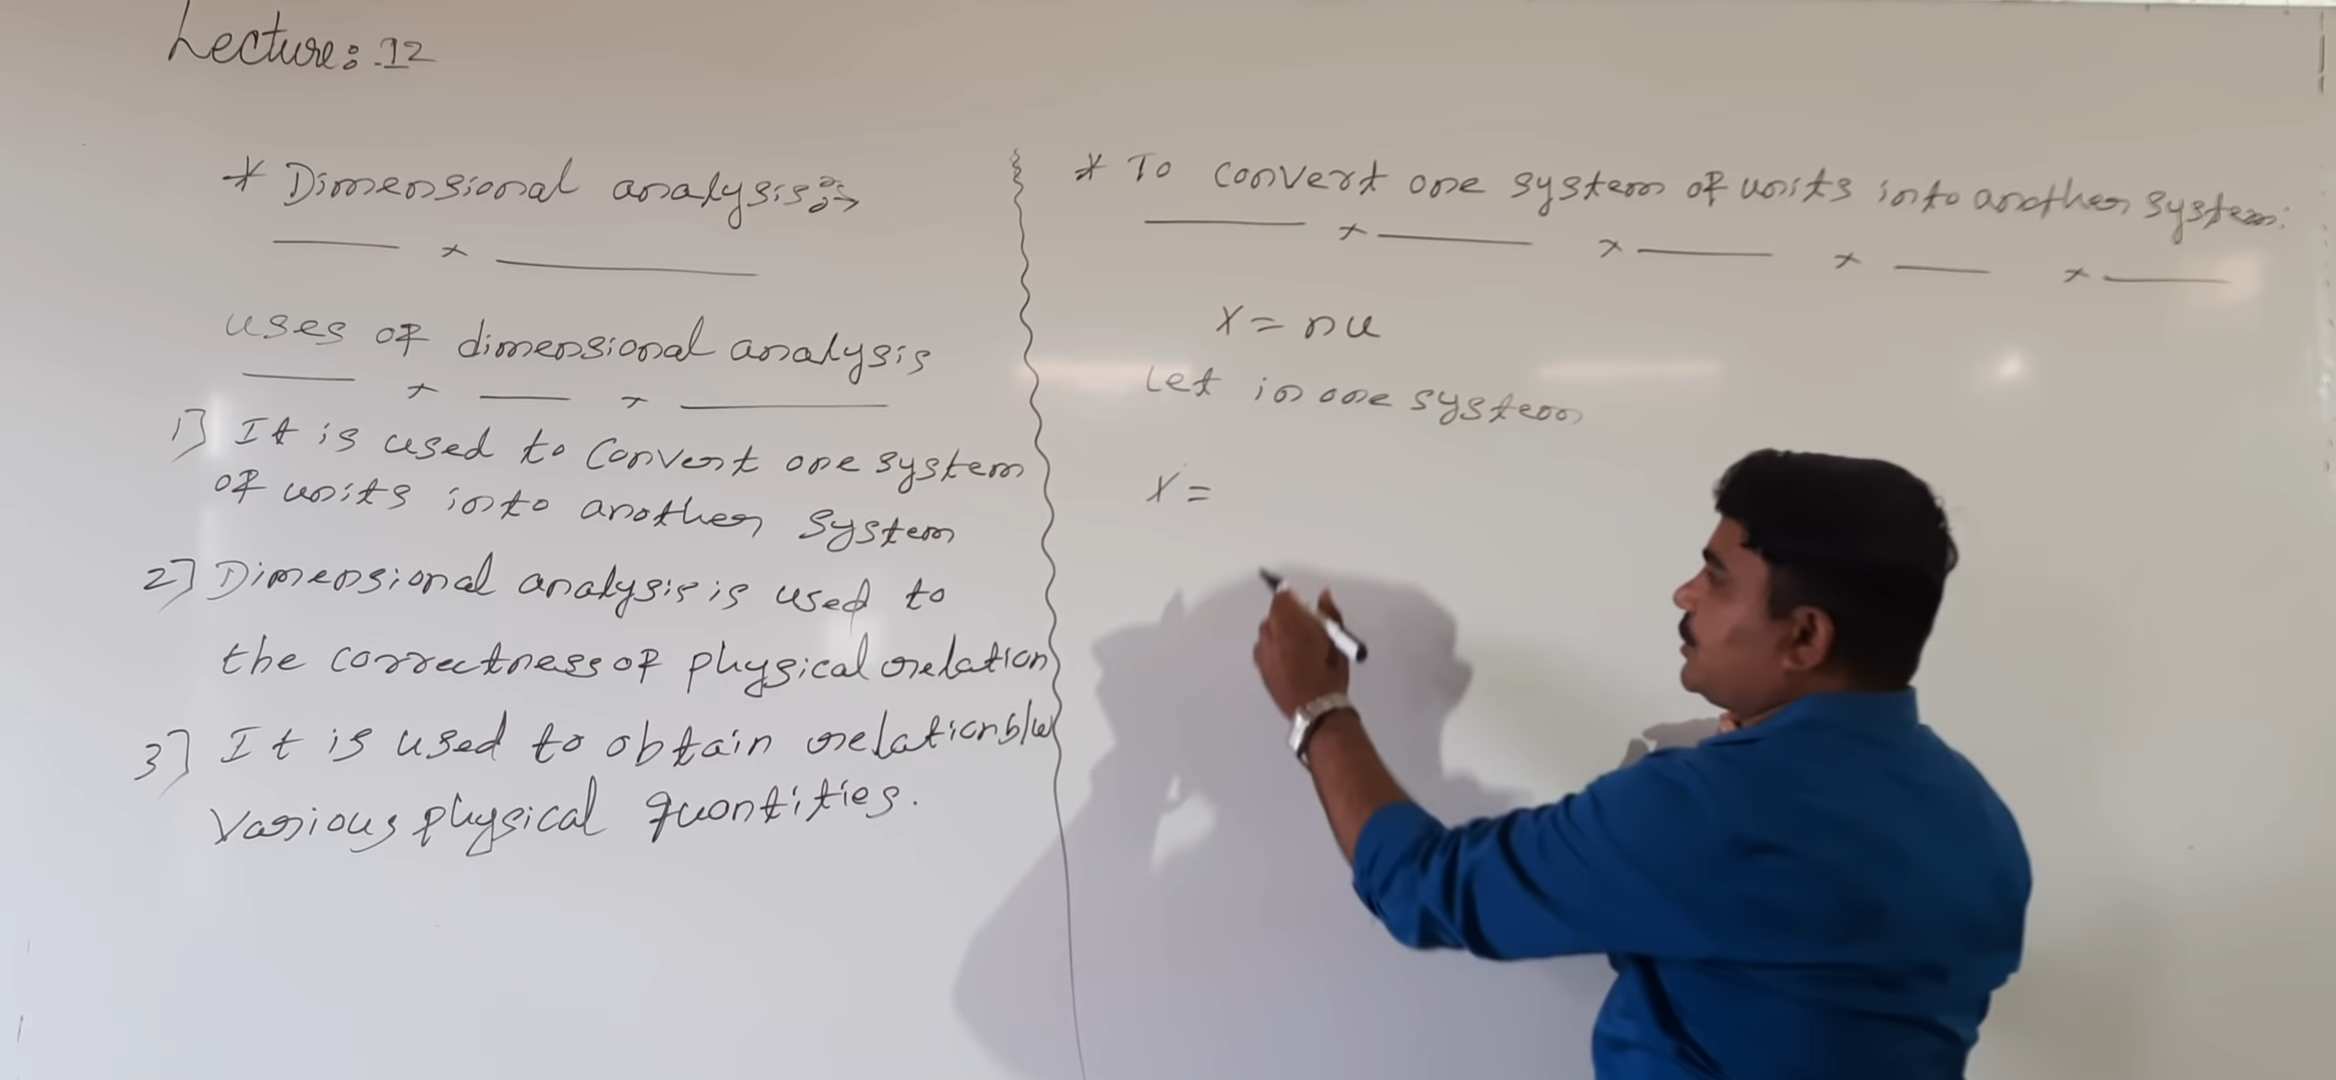 Lecture: 12
* Dimensional analysis:→
uses of dimensional analysis
1] It is used to convert one system
of units into another system
2] Dimensional analysis is used to
the correctness of physical relation
3] It is used to obtain relation b/w
various physical quontities.
* To convert one system of units into another system:
X = nu
Let in one system
X =